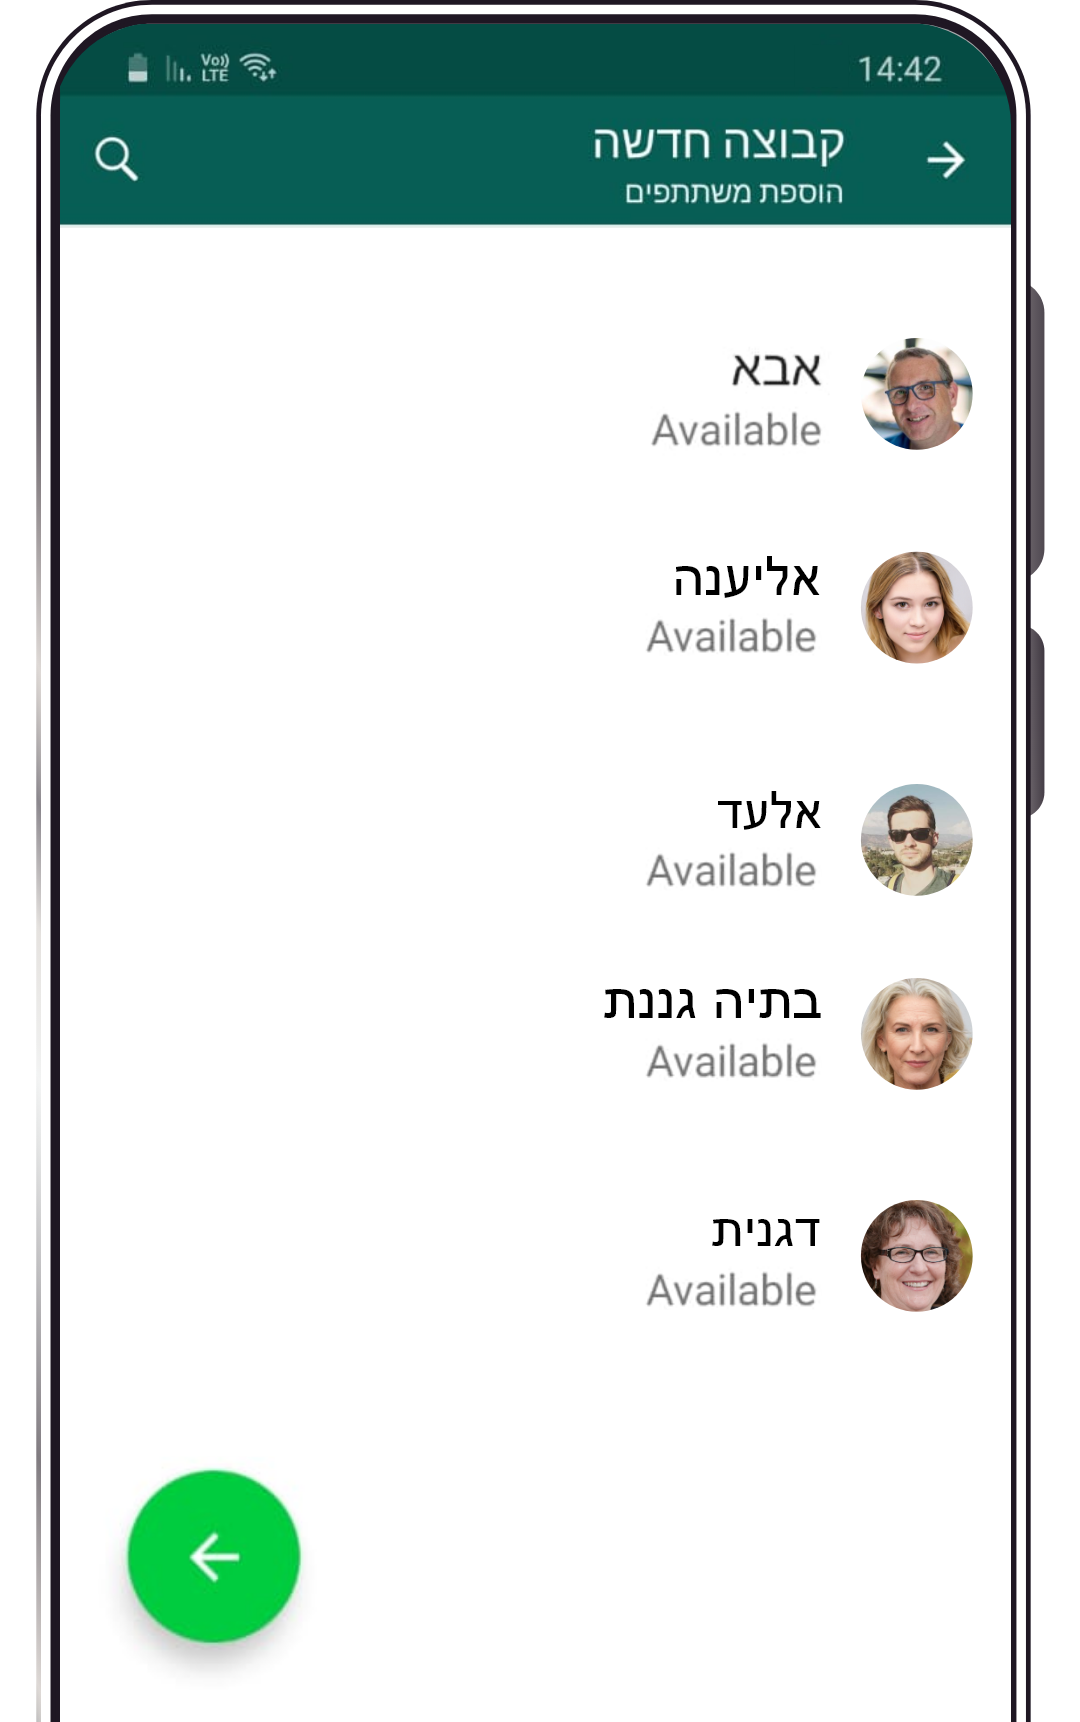 Vo)) LTE 14:42
קבוצה חדשה
הוספת משתתפים
אבא
Available
אליענה
Available
אלעד
Available
בתיה גננת
Available
דגנית
Available